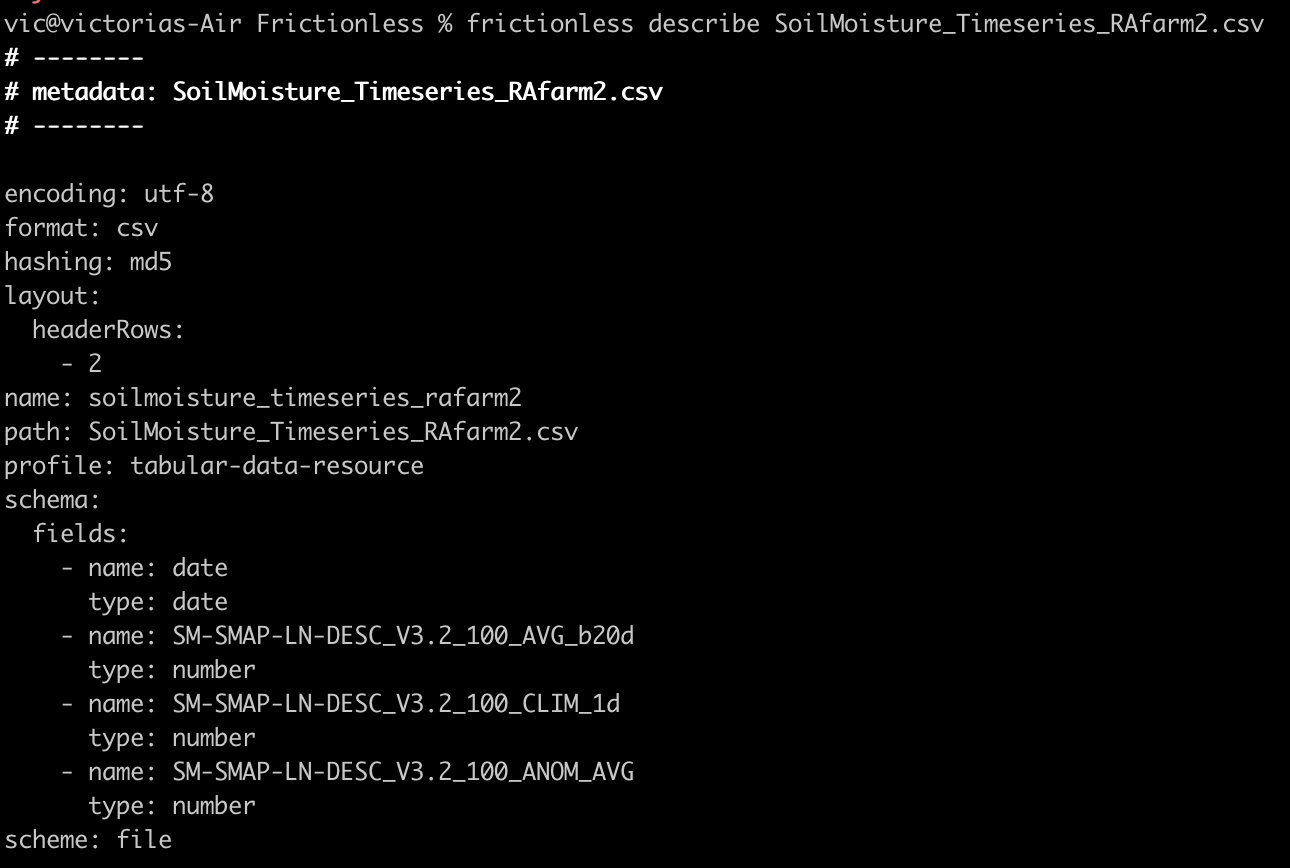 vic@victorias-Air Frictionless % frictionless describe SoilMoisture_Timeseries_RAfarm2.csv
# --------
# metadata: SoilMoisture_Timeseries_RAfarm2.csv
# --------
encoding: utf-8
format: csv
hashing: md5
layout:
  headerRows:
    - 2
name: soilmoisture_timeseries_rafarm2
path: SoilMoisture_Timeseries_RAfarm2.csv
profile: tabular-data-resource
schema:
  fields:
    - name: date
      type: date
    - name: SM-SMAP-LN-DESC_V3.2_100_AVG_b20d
      type: number
    - name: SM-SMAP-LN-DESC_V3.2_100_CLIM_1d
      type: number
    - name: SM-SMAP-LN-DESC_V3.2_100_ANOM_AVG
      type: number
scheme: file